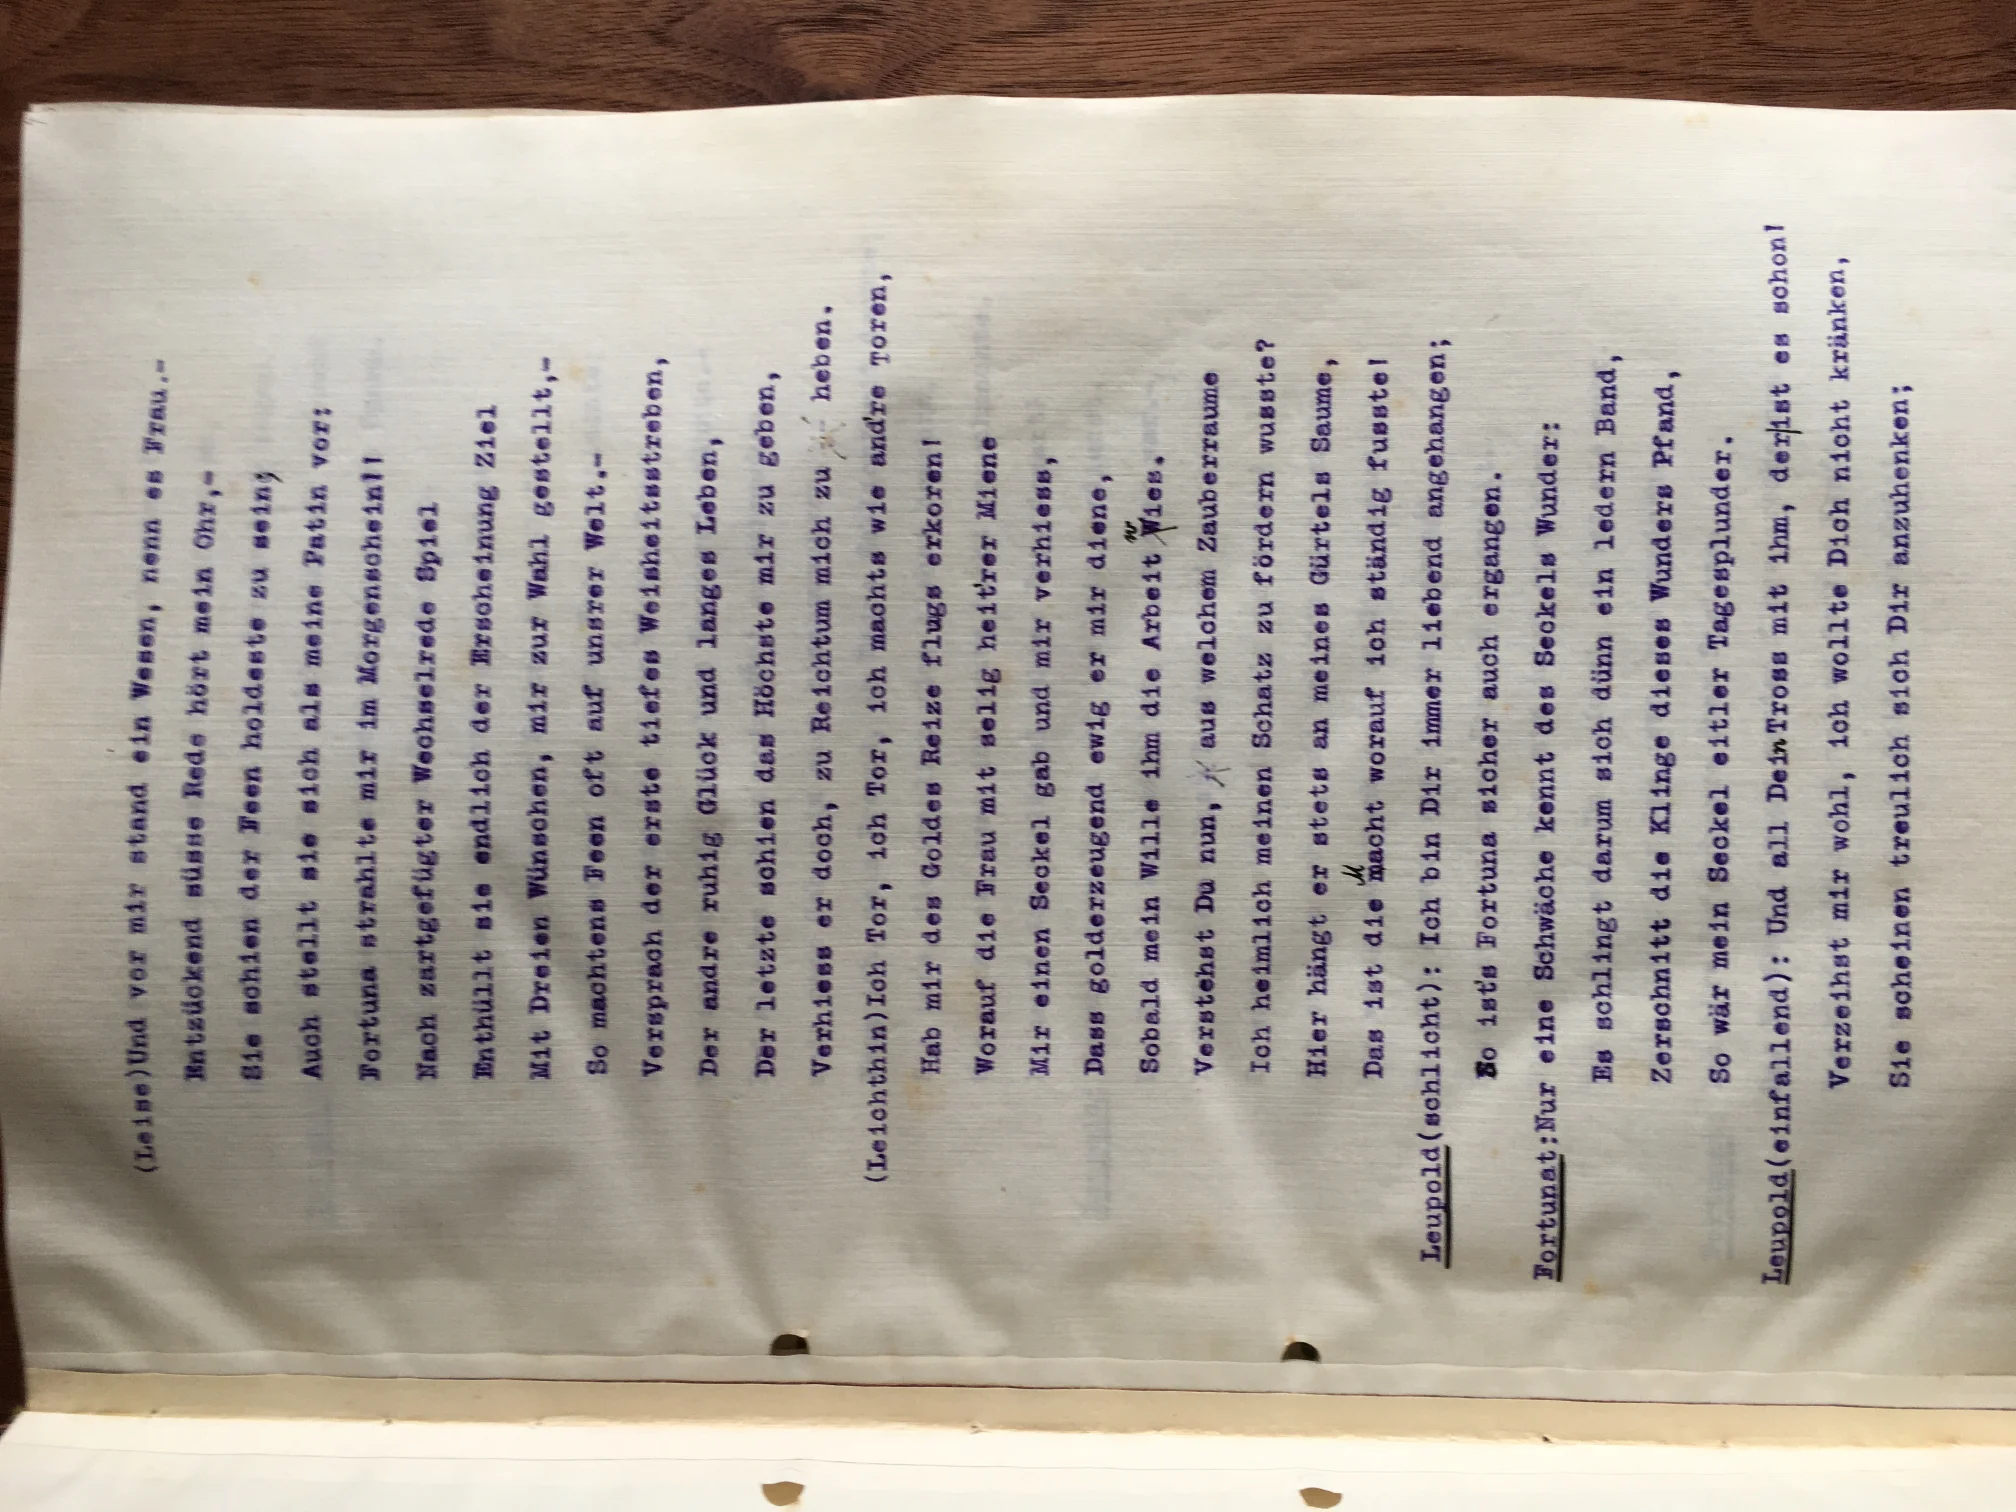 (Leise)Und vor mir stand ein Wesen, nenn es Frau.-
Entzückend süsse Rede hört mein Ohr,-
Sie schien der Feen holdeste zu sein;
Auch stellt sie sich als meine Patin vor:
Fortuna strahlte mir im Morgenschein!!
Nach zartgefügter Wechselrede Spiel
Enthüllt sie endlich der Erscheinung Ziel
Mit Dreien Wünschen, mir zur Wahl gestellt,-
So machtens Feen oft auf unsrer Welt.-
Versprach der erste tiefes Weisheitsstreben,
Der andre ruhig Glück und langes Leben,
Der letzte schien das Höchste mir zu geben,
Verhiess er doch, zu Reichtum mich zu heben.
(Leichthin)Ich Tor, ich Tor, ich machts wie and're Toren,
Hab mir des Goldes Reize flugs erkoren!
Worauf die Frau mit selig heit'rer Miene
Mir einen Seckel gab und mir verhiess,
Dass golderzeugend ewig er mir diene,
Sobald mein Wille ihm die Arbeit wies.
Verstehst Du nun, aus welchem Zauberraume
Ich heimlich meinen Schatz zu fördern wusste?
Hier hängt er stets an meines Gürtels Saume,
Das ist die Macht worauf ich ständig fusste!
Leupold(schlicht): Ich bin Dir immer liebend angehangen;
So ist's Fortuna sicher auch ergangen.
Fortunat:Nur eine Schwäche kennt des Seckels Wunder:
Es schlingt darum sich dünn ein ledern Band,
Zerschnitt die Klinge dieses Wunders Pfand,
So wär mein Seckel eitler Tagesplunder.
Leupold(einfallend): Und all Dein Tross mit ihm, der ist es schon!
Verzeihst mir wohl, ich wollte Dich nicht kränken,
Sie scheinen treulich sich Dir anzuhenken;